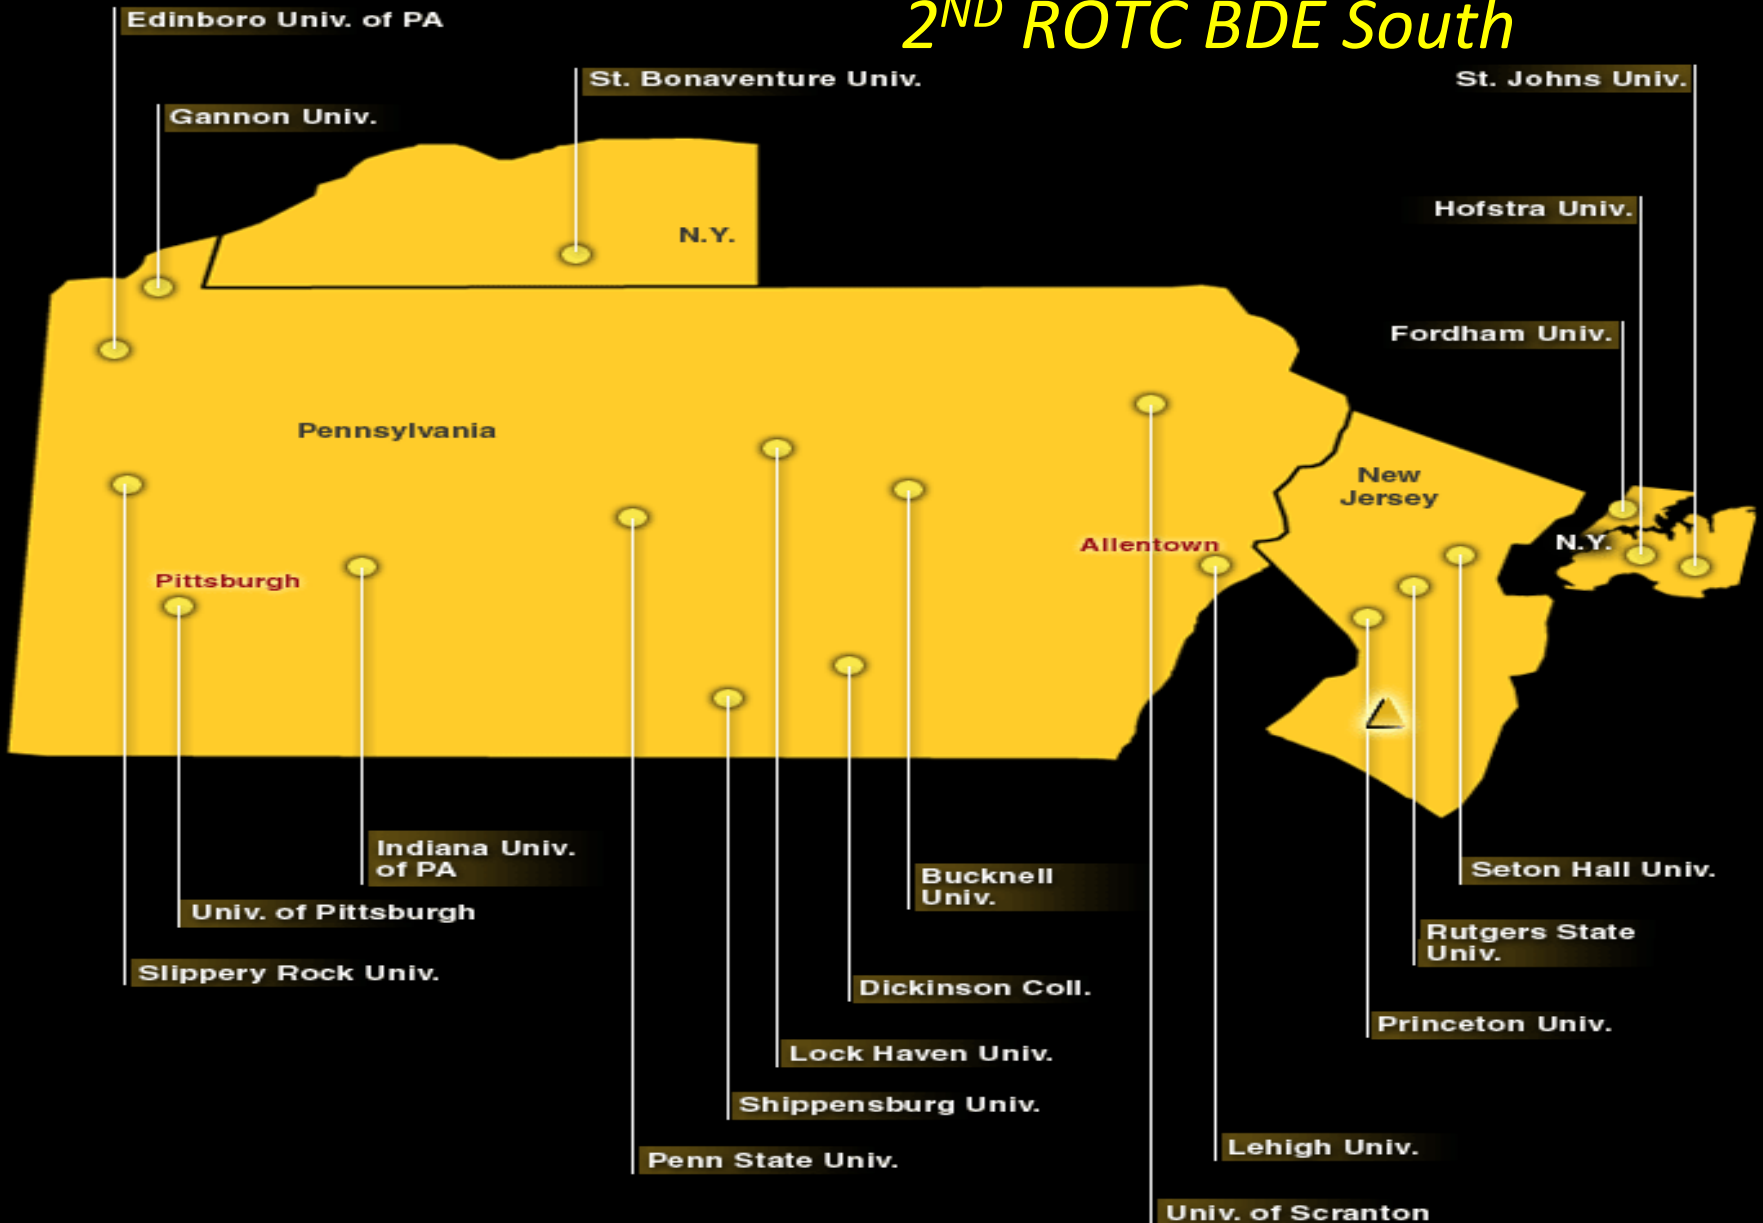 2ND ROTC BDE South
Edinboro Univ. of PA
St. Bonaventure Univ.
St. Johns Univ.
Gannon Univ.
Hofstra Univ.
N.Y.
Fordham Univ.
Pennsylvania
New
Jersey
Allentown
N.Y.
Pittsburgh
Indiana Univ.
of PA
Bucknell
Univ.
Seton Hall Univ.
Univ. of Pittsburgh
Rutgers State
Univ.
Slippery Rock Univ.
Dickinson Coll.
Princeton Univ.
Lock Haven Univ.
Shippensburg Univ.
Lehigh Univ.
Penn State Univ.
Univ. of Scranton